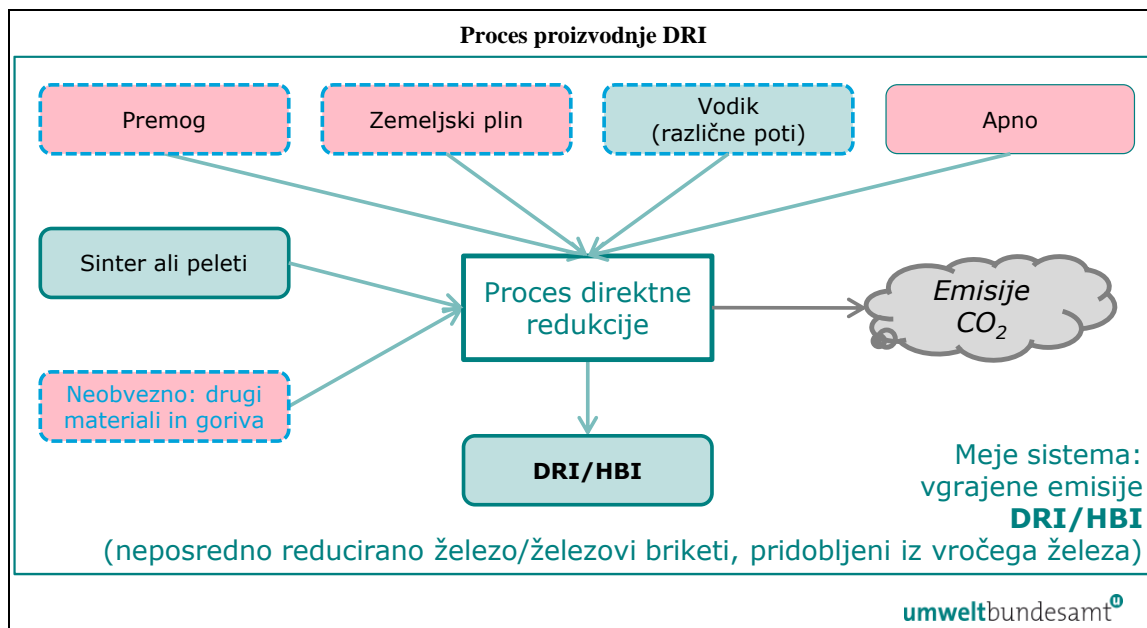 Proces proizvodnje DRI
Premog
Zemeljski plin
Vodik
(različne poti)
Apno
Sinter ali peleti
Proces direktne
redukcije
Emisije
CO₂
Neobvezno: drugi
materiali in goriva
DRI/HBI
Meje sistema:
vgrajene emisije
DRI/HBI
(neposredno reducirano železo/železovi briketi, pridobljeni iz vročega železa)
umweltbundesamtᵘ